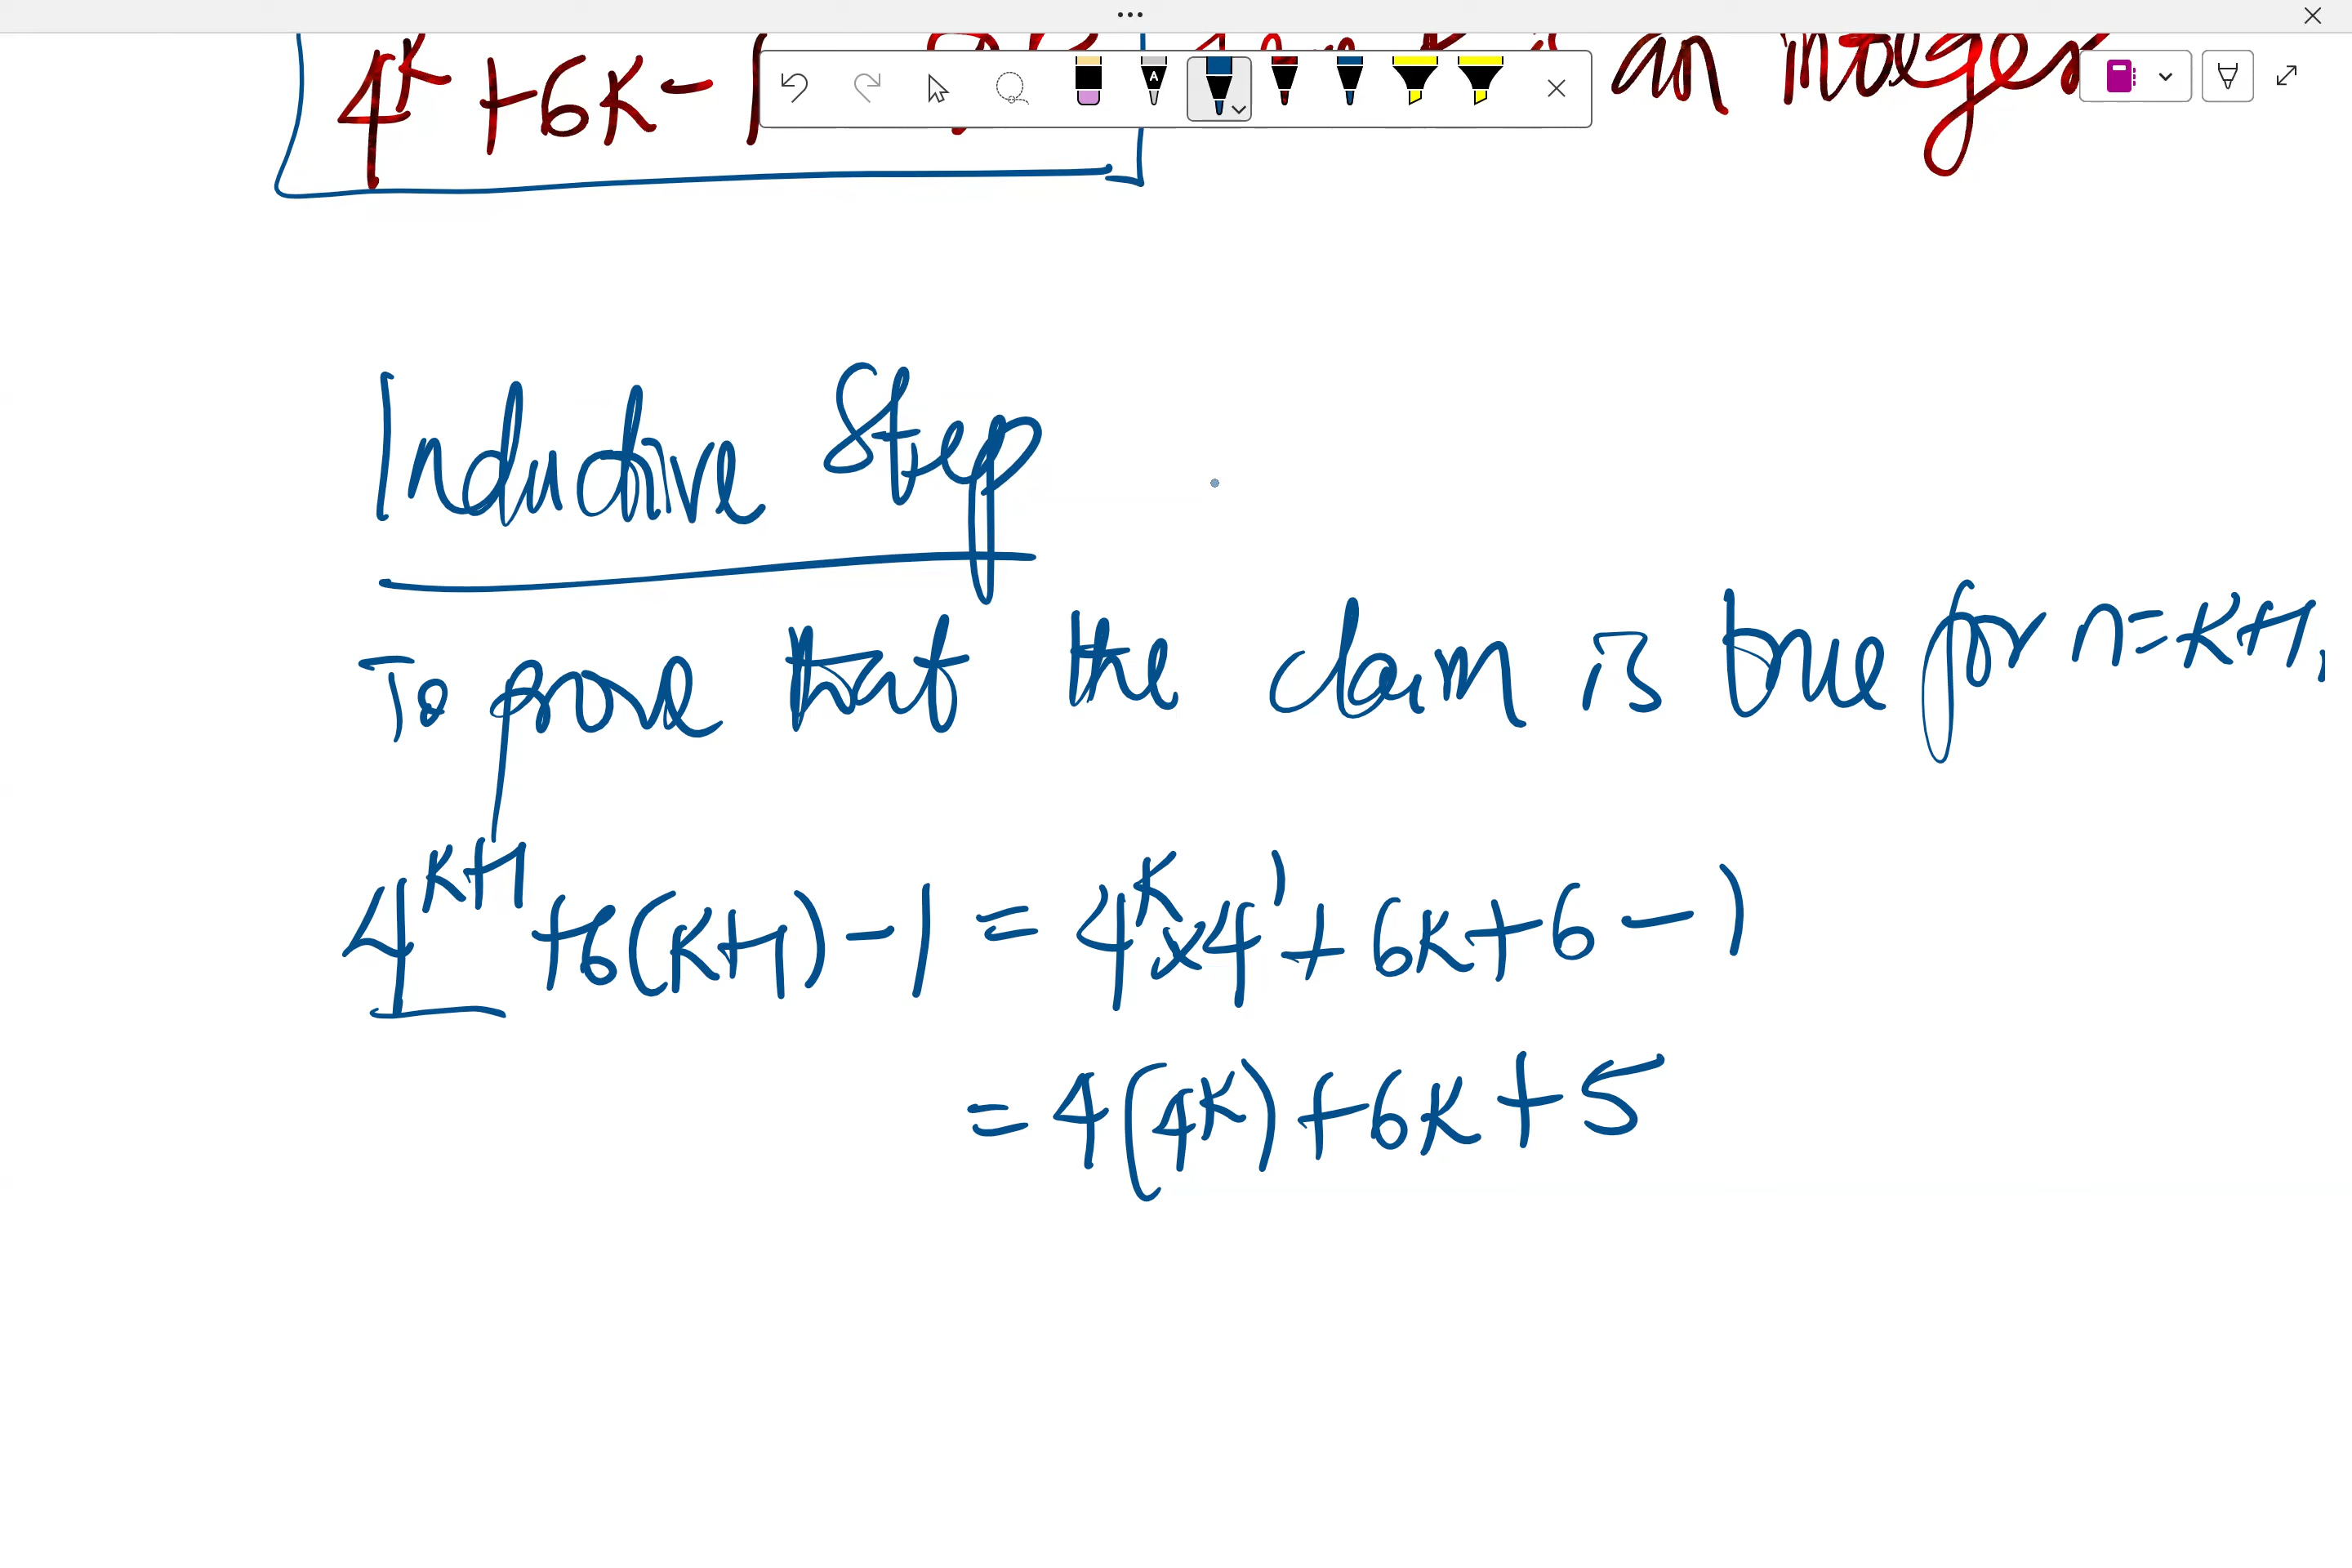 4^k + 6k - 1 an integer
Inductive Step
To prove that the claim is true for n=k+1,
4^{k+1} + 6(k+1) - 1 = 4^k × 4^1 + 6k + 6 - 1
= 4(4^k) + 6k + 5